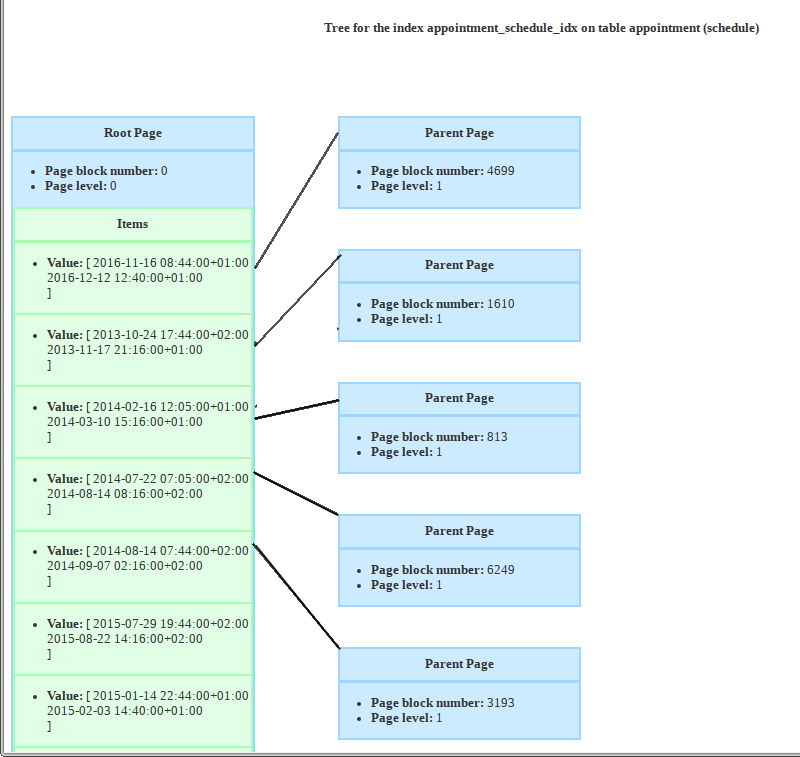 Tree for the index appointment_schedule_idx on table appointment (schedule)
Root Page
Page block number: 0
Page level: 0
Items
Value: [ 2016-11-16 08:44:00+01:00
2016-12-12 12:40:00+01:00
]
Value: [ 2013-10-24 17:44:00+02:00
2013-11-17 21:16:00+01:00
]
Value: [ 2014-02-16 12:05:00+01:00
2014-03-10 15:16:00+01:00
]
Value: [ 2014-07-22 07:05:00+02:00
2014-08-14 08:16:00+02:00
]
Value: [ 2014-08-14 07:44:00+02:00
2014-09-07 02:16:00+02:00
]
Value: [ 2015-07-29 19:44:00+02:00
2015-08-22 14:16:00+02:00
]
Value: [ 2015-01-14 22:44:00+01:00
2015-02-03 14:40:00+01:00
]
Parent Page
Page block number: 4699
Page level: 1
Parent Page
Page block number: 1610
Page level: 1
Parent Page
Page block number: 813
Page level: 1
Parent Page
Page block number: 6249
Page level: 1
Parent Page
Page block number: 3193
Page level: 1